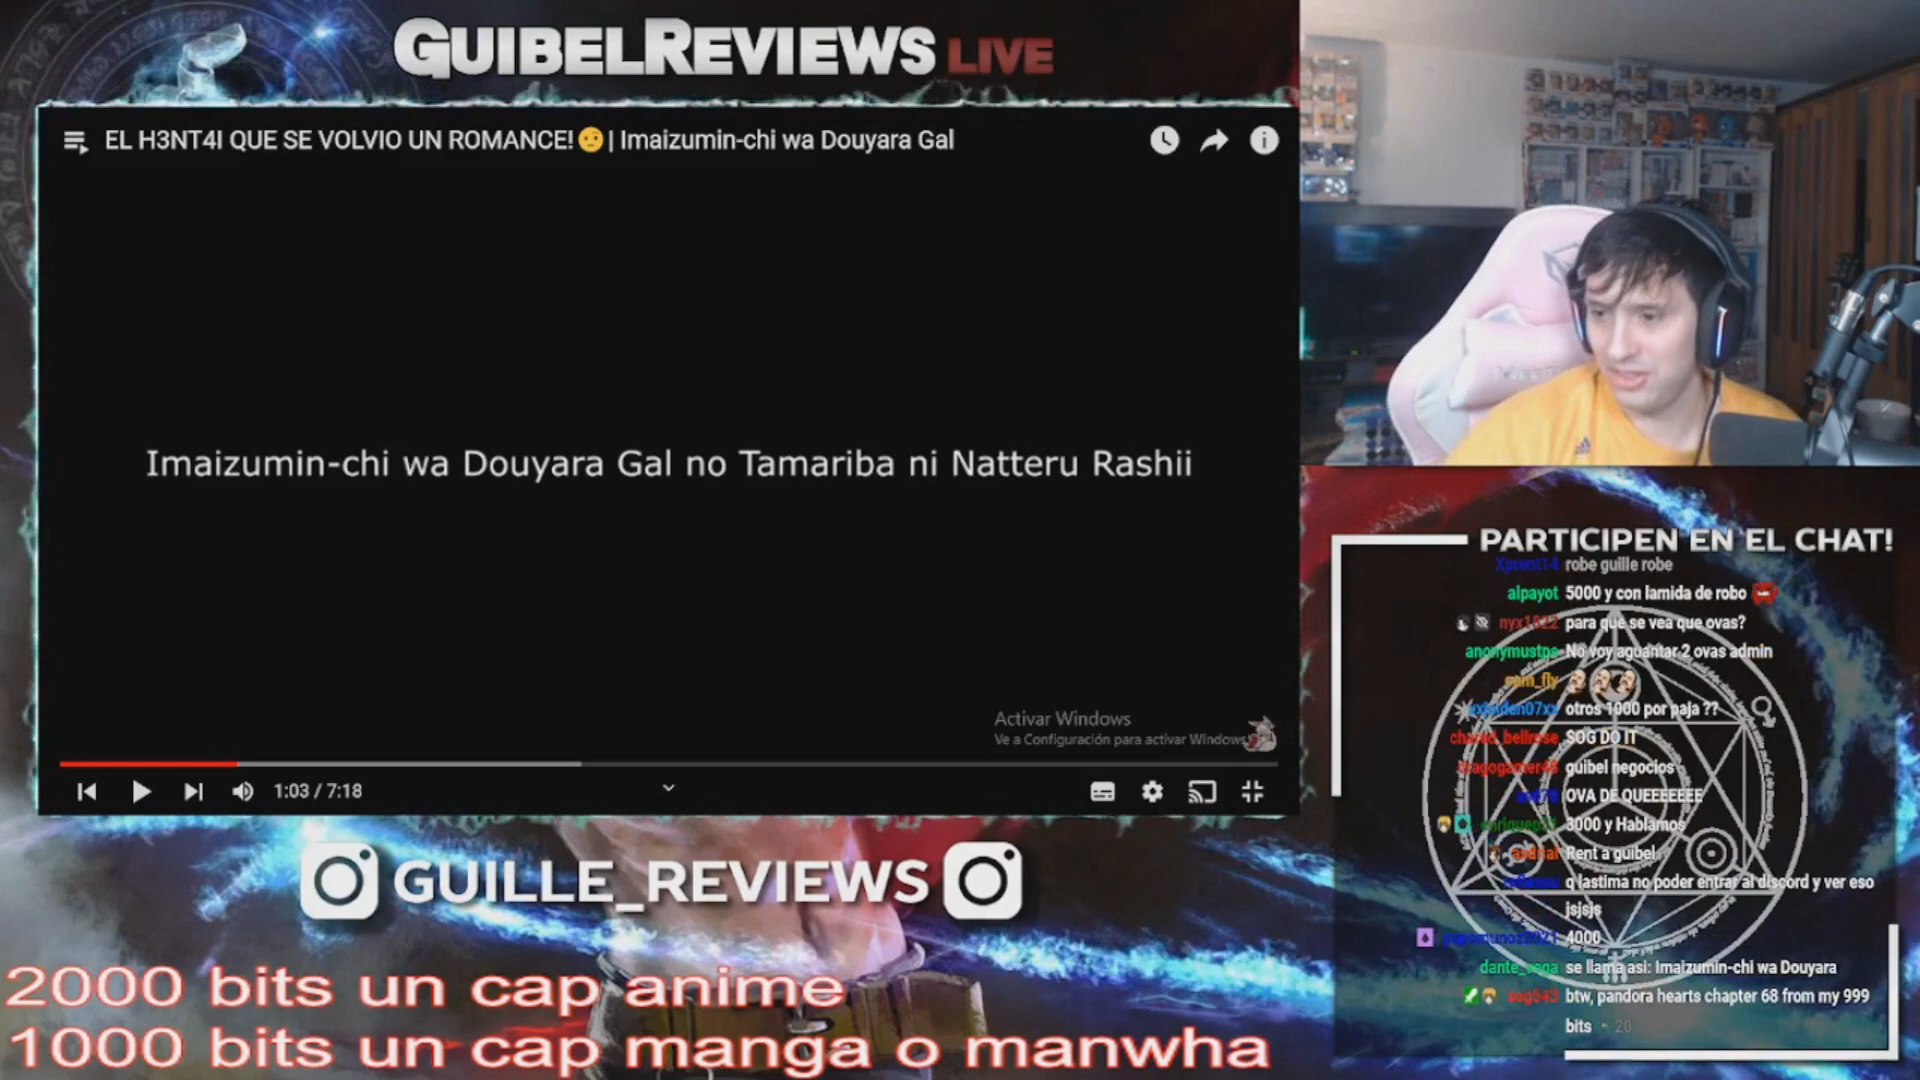 GUIBELREVIEWS LIVE
EL H3NT4I QUE SE VOLVIO UN ROMANCE! | Imaizumin-chi wa Douyara Gal
Imaizumin-chi wa Douyara Gal no Tamariba ni Natteru Rashii
Activar Windows
Ve a Configuración para activar Windows
1:03 / 7:18
GUILLE_REVIEWS
2000 bits un cap anime
1000 bits un cap manga o manwha
PARTICIPEN EN EL CHAT!
robe guille robe
alpayot 5000 y con lamida de robo
nyx1822 para que se vea que ovas?
anonymustps No voy aguantar 2 ovas admin
otros 1000 por paja ??
SOG DO IT
guibel negocios
OVA DE QUEEEEEEE
3000 y Hablamos
Rent a guibel
q lastima no poder entrar al discord y ver eso
jsjsjs
4000
dante_vega se llama asi: Imaizumin-chi wa Douyara
sog543 btw, pandora hearts chapter 68 from my 999
bits - 20